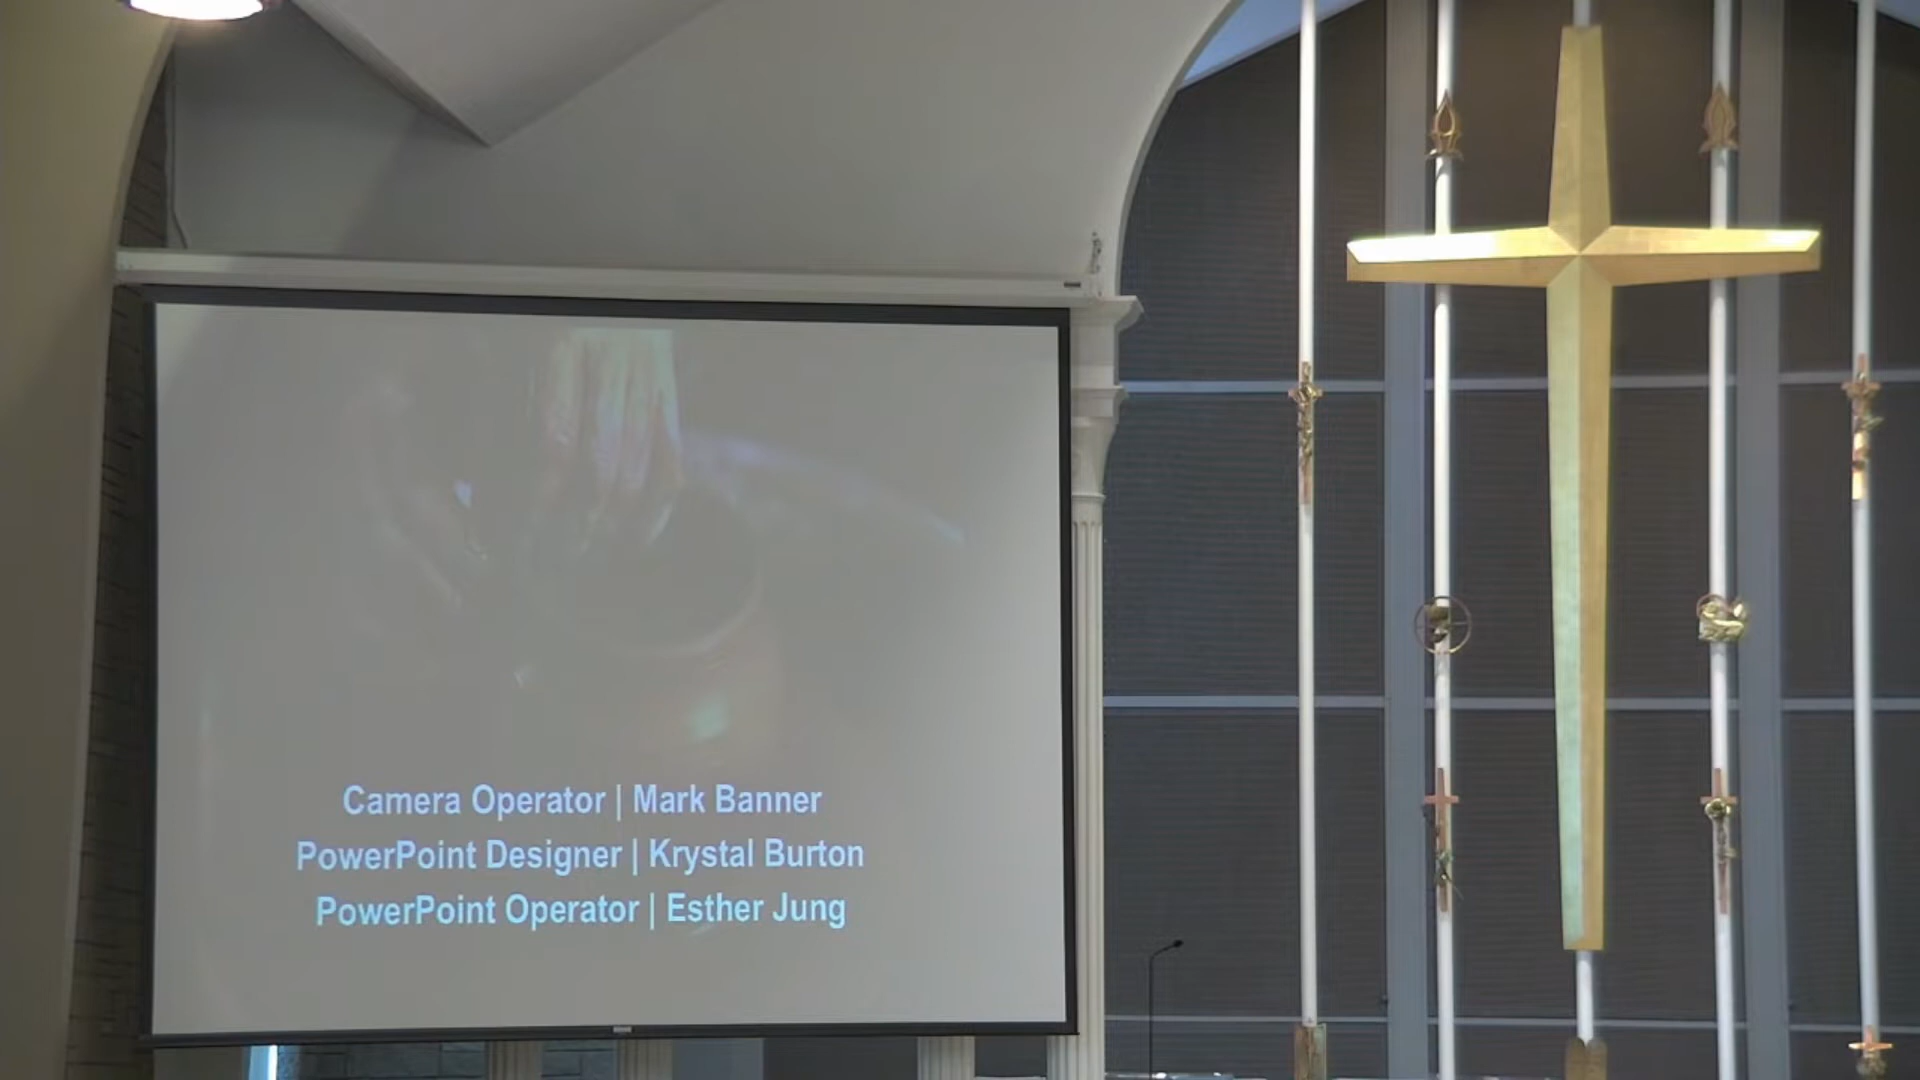 Camera Operator | Mark Banner
PowerPoint Designer | Krystal Burton
PowerPoint Operator | Esther Jung